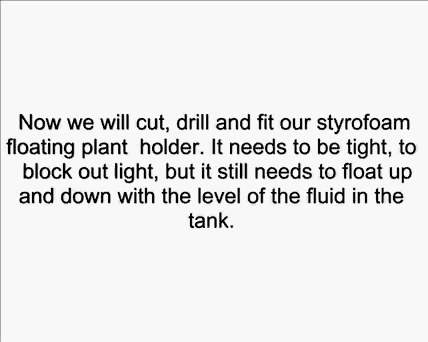 Now we will cut, drill and fit our styrofoam
floating plant  holder. It needs to be tight, to
block out light, but it still needs to float up
and down with the level of the fluid in the
tank.